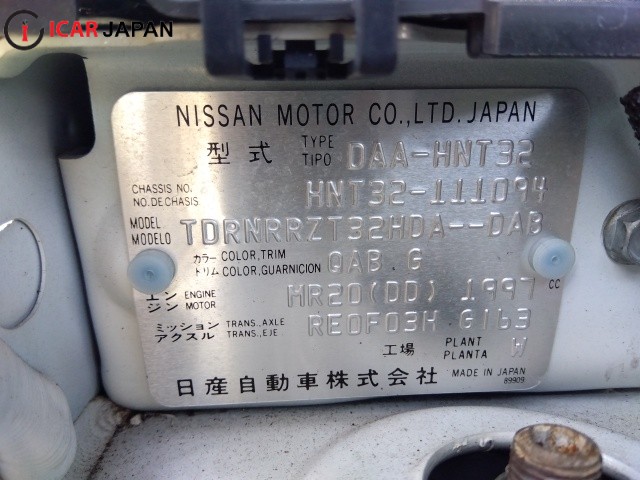 ICAR JAPAN
NISSAN MOTOR CO.,LTD. JAPAN
型式 TYPE TIPO DAA-HNT32
CHASSIS NO. NO.DE CHASIS HNT32-111094
MODEL MODELO TDRNRRZT32HDA--DAB
カラー COLOR,TRIM トリム COLOR,GUARNICION QAB G
エンジン ENGINE MOTOR HR20(DD) 1997 CC
ミッション アクスル TRANS.,AXLE TRANS.,EJE RE0F03H G163
工場 PLANT PLANTA W
日産自動車株式会社 MADE IN JAPAN
89909